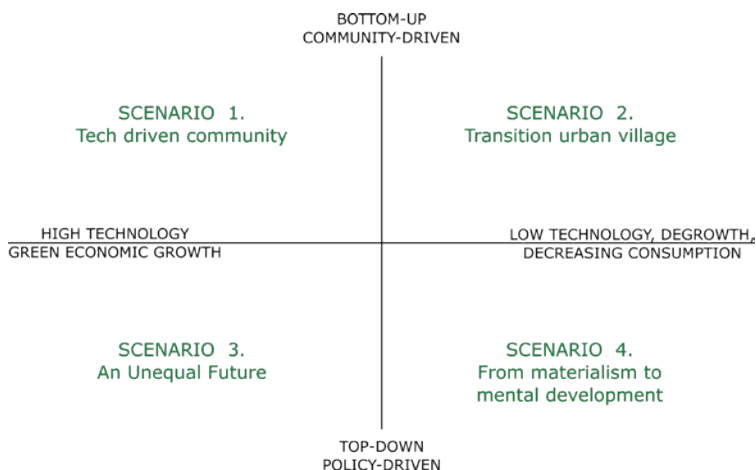 BOTTOM-UP
COMMUNITY-DRIVEN
SCENARIO 1.
Tech driven community
SCENARIO 2.
Transition urban village
HIGH TECHNOLOGY
GREEN ECONOMIC GROWTH
LOW TECHNOLOGY, DEGROWTH,
DECREASING CONSUMPTION
SCENARIO 3.
An Unequal Future
SCENARIO 4.
From materialism to
mental development
TOP-DOWN
POLICY-DRIVEN